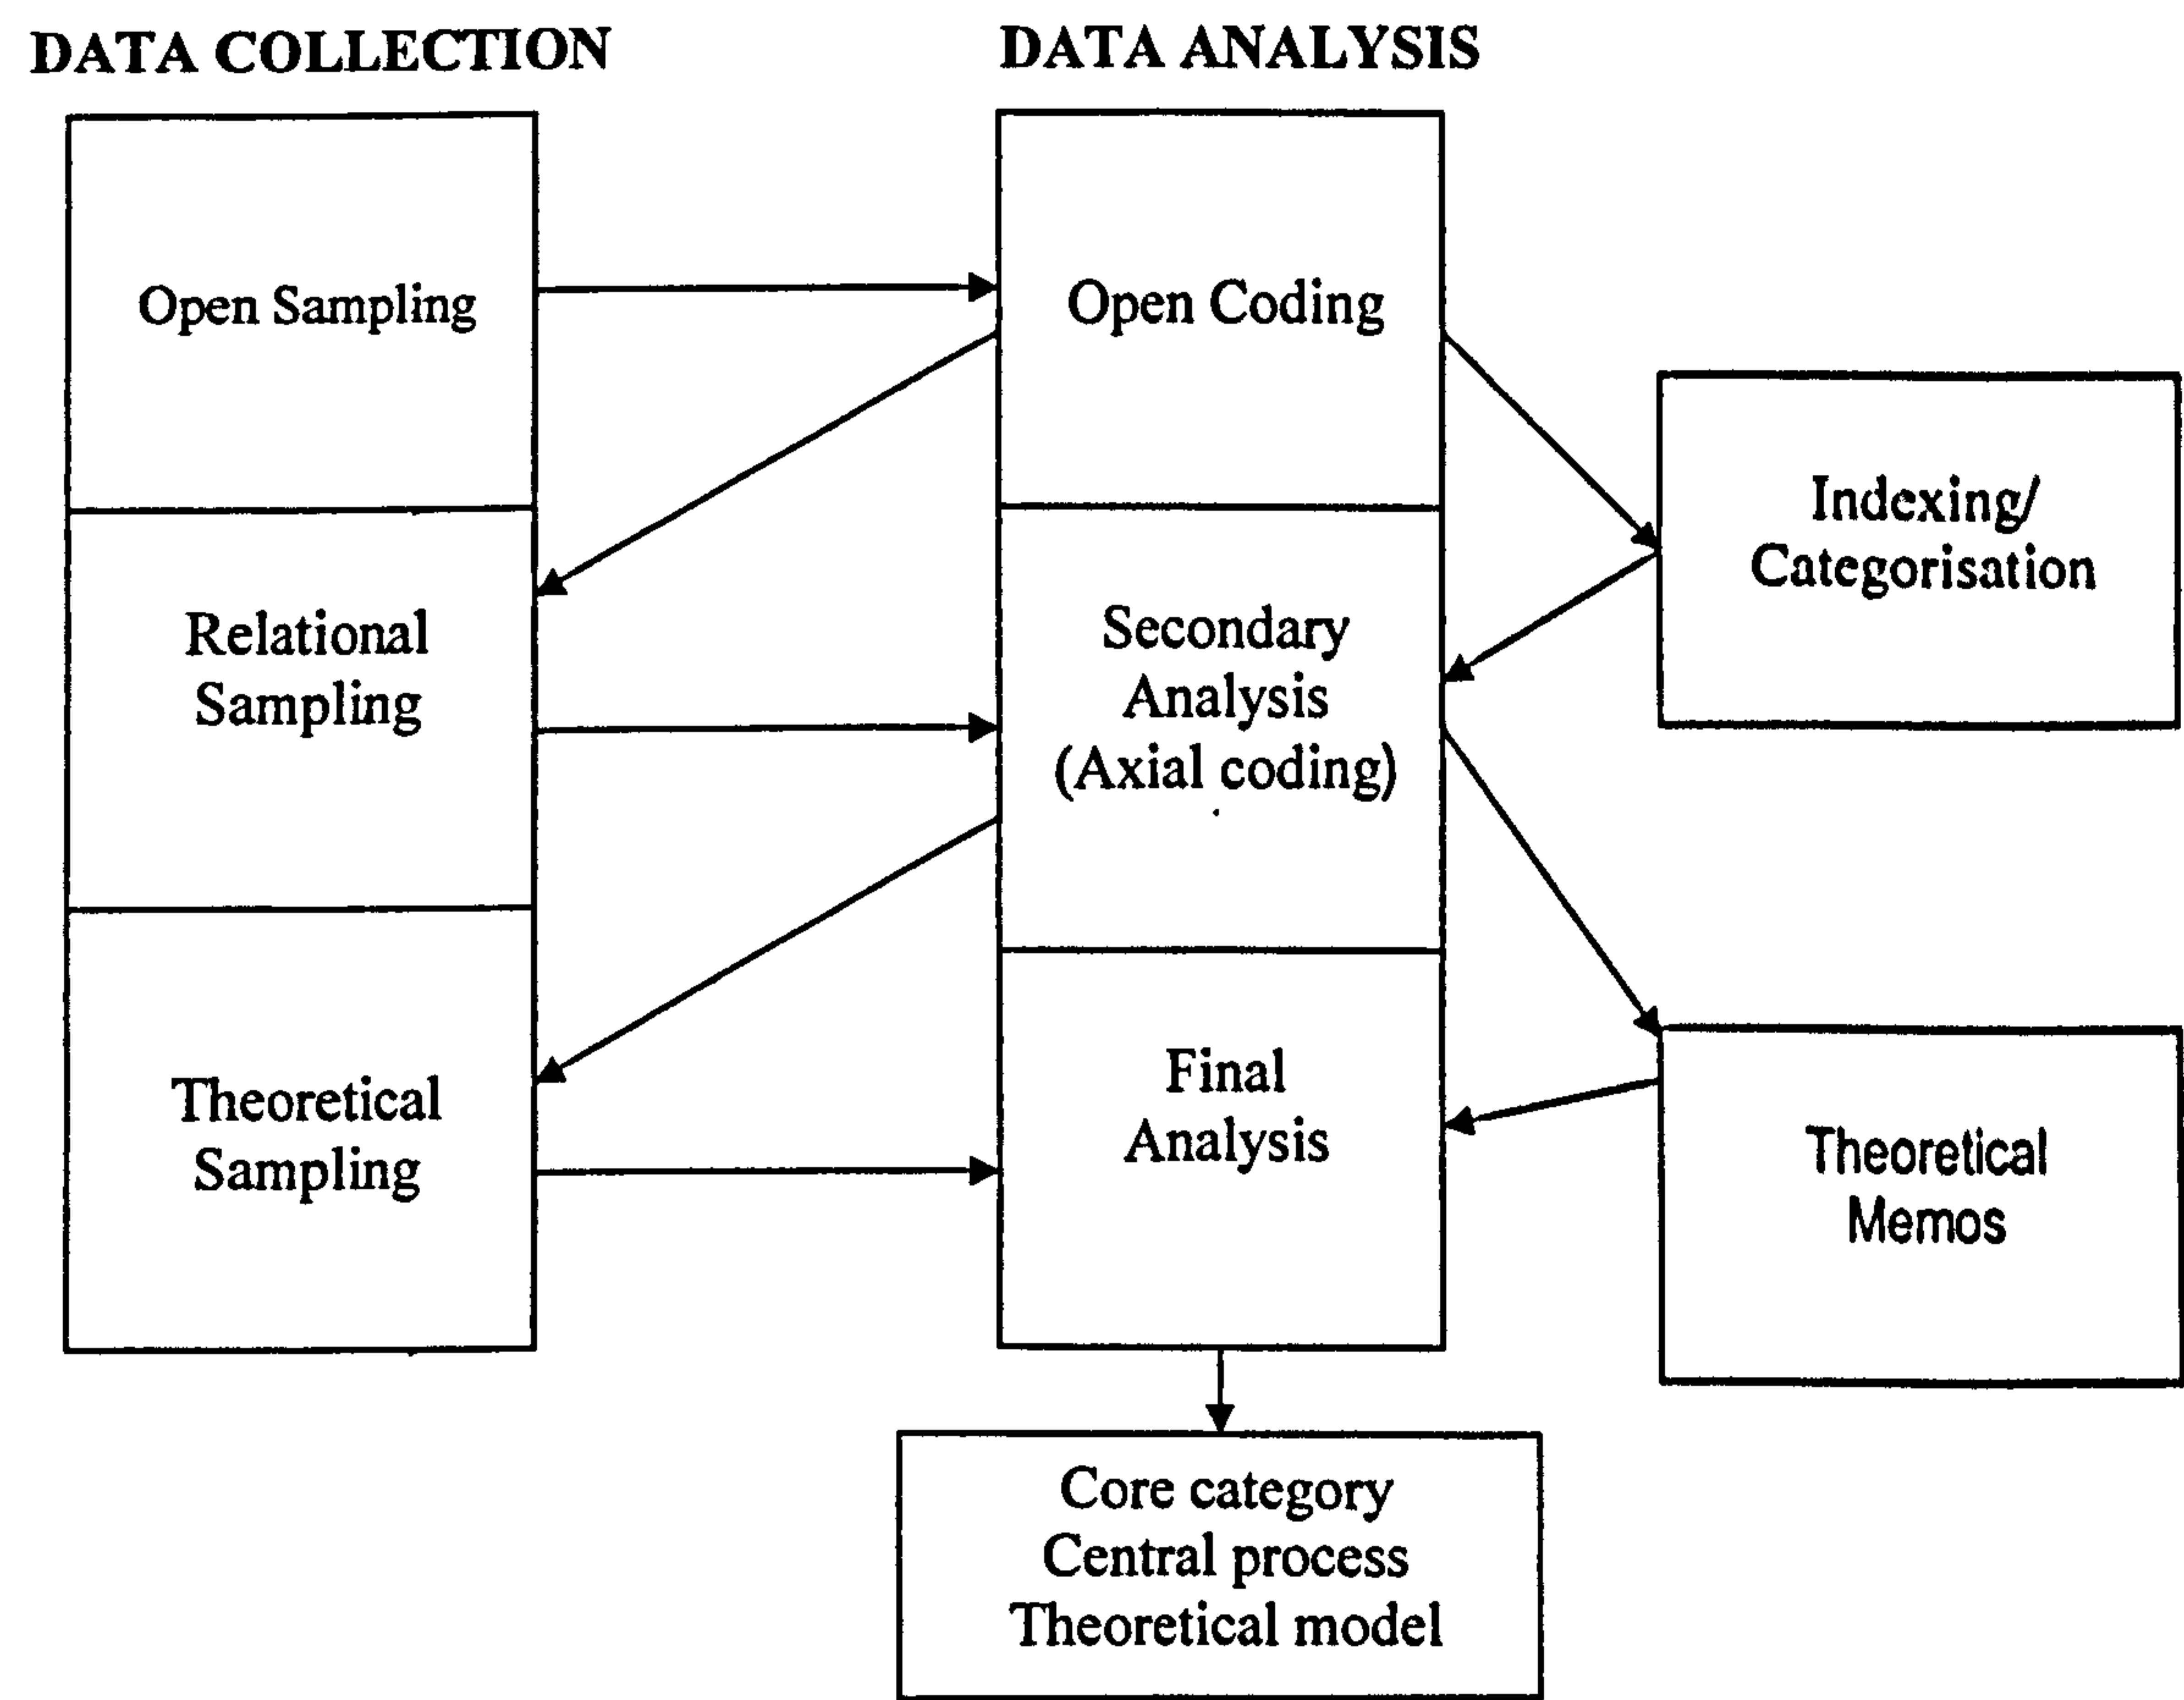 DATA COLLECTION
DATA ANALYSIS
Open Sampling
Open Coding
Indexing/
Categorisation
Relational
Sampling
Secondary
Analysis
(Axial coding)
Theoretical
Sampling
Final
Analysis
Theoretical
Memos
Core category
Central process
Theoretical model